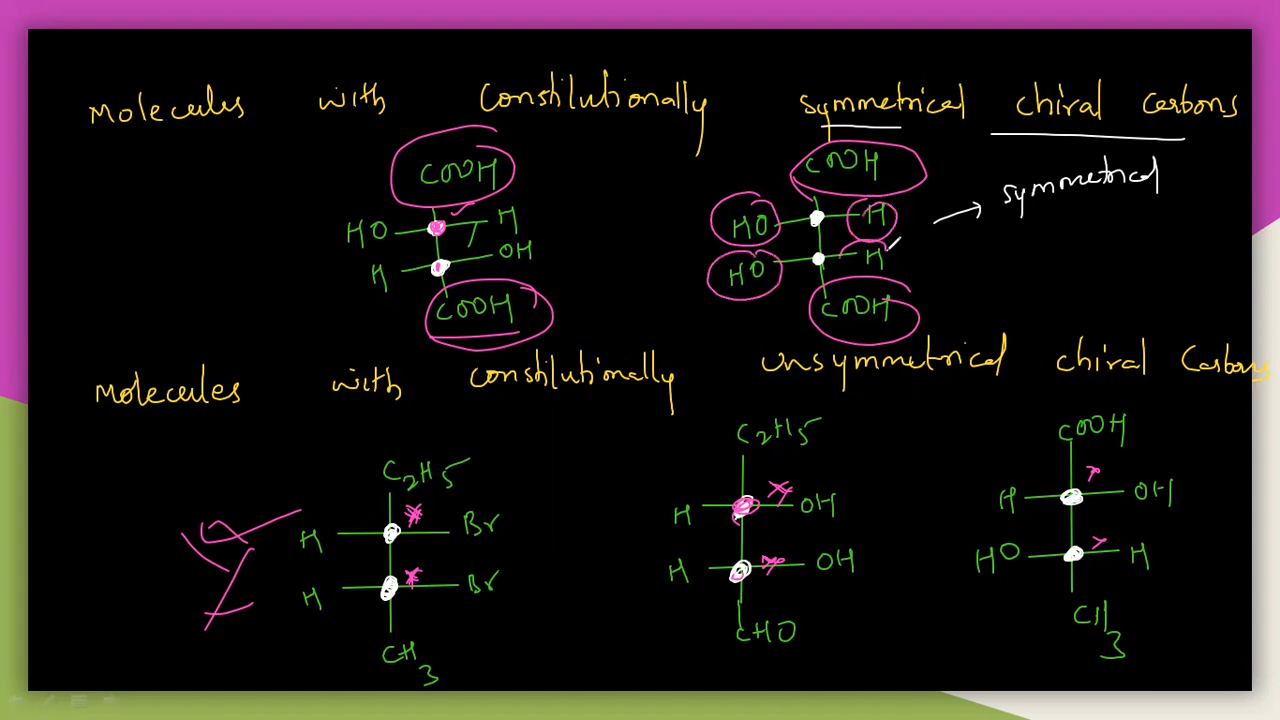 Molecules with Constitutionally symmetrical chiral carbons
COOH COOH
symmetrical
HO H HO H
H OH HO H
COOH COOH
Molecules with constitutionally unsymmetrical chiral Carbons
C2H5 C2H5 COOH
H Br H OH H OH
H Br H OH HO H
CH3 CHO CH3